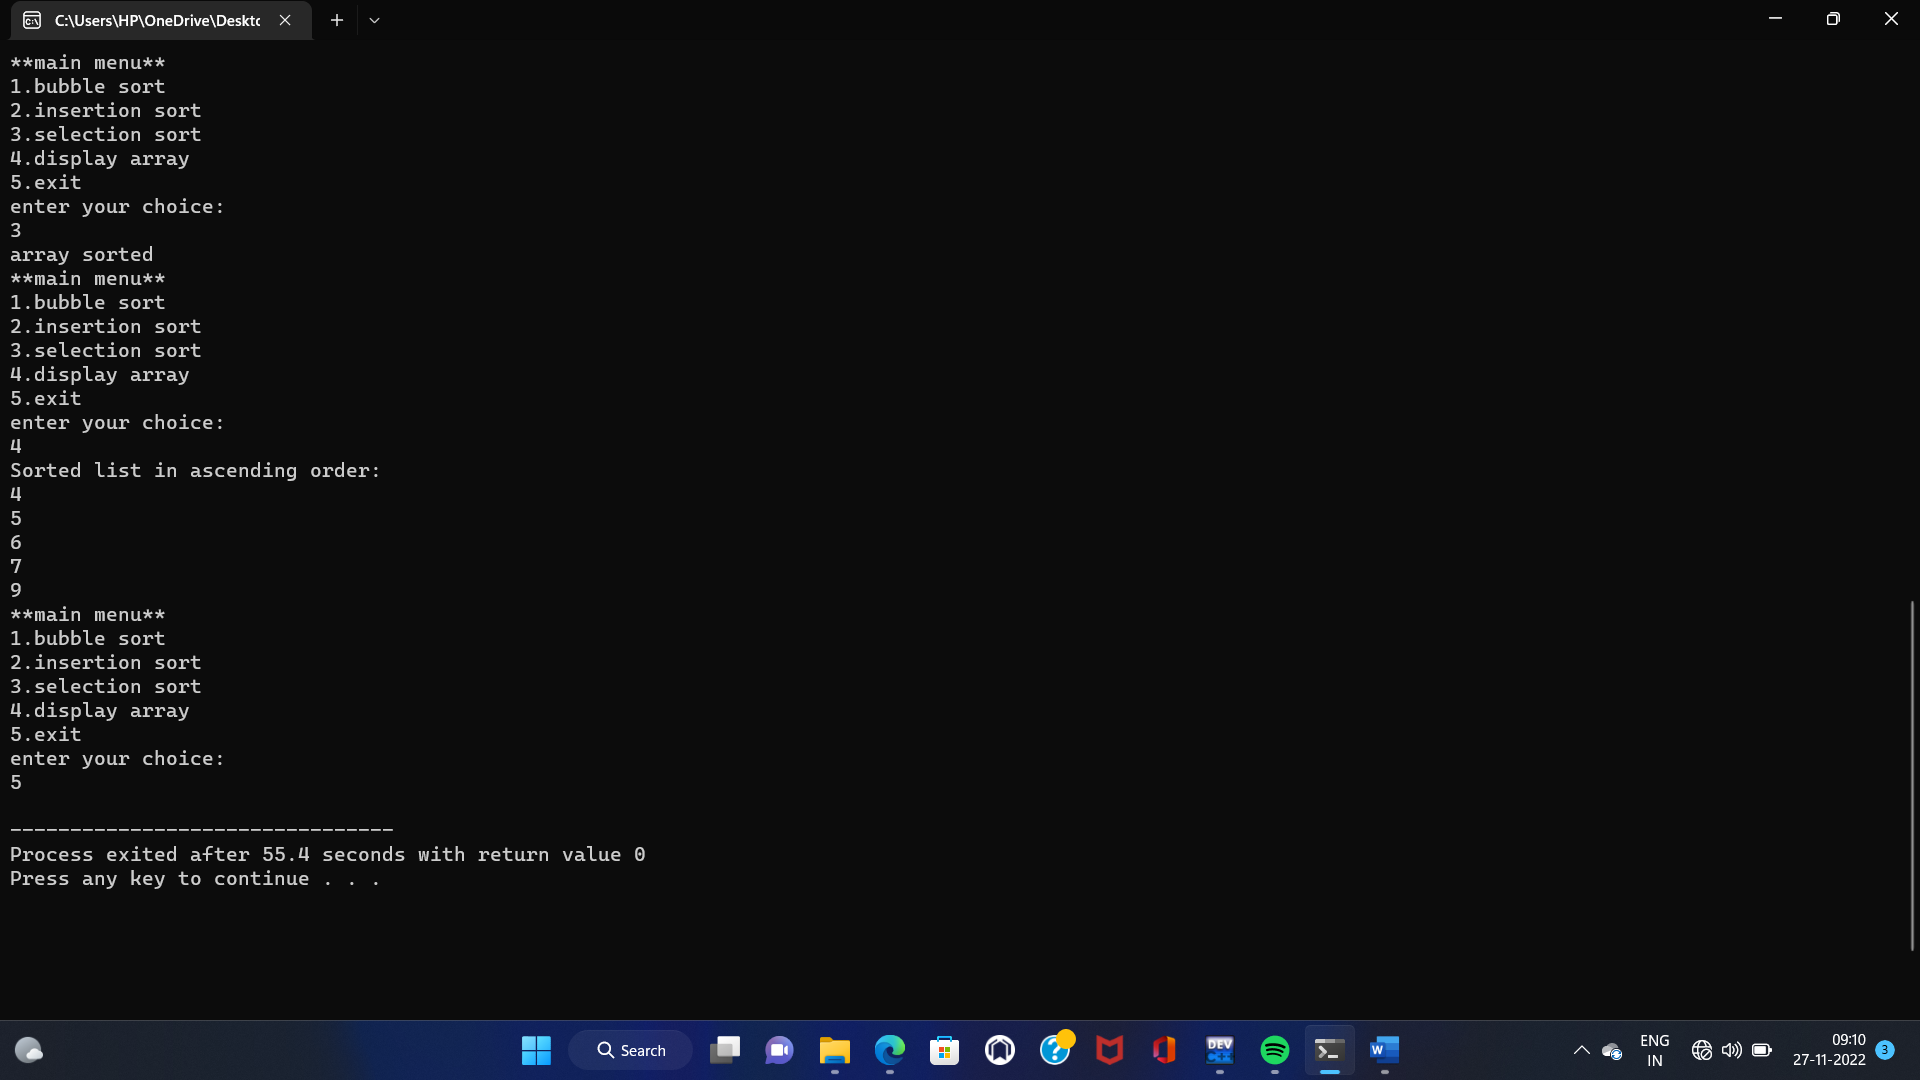 C:\Users\HP\OneDrive\Deskto
**main menu**
1.bubble sort
2.insertion sort
3.selection sort
4.display array
5.exit
enter your choice:
3
array sorted
**main menu**
1.bubble sort
2.insertion sort
3.selection sort
4.display array
5.exit
enter your choice:
4
Sorted list in ascending order:
4
5
6
7
9
**main menu**
1.bubble sort
2.insertion sort
3.selection sort
4.display array
5.exit
enter your choice:
5
--------------------------------
Process exited after 55.4 seconds with return value 0
Press any key to continue . . .
Search
DEV
C++
W
ENG
IN
09:10
27-11-2022
3